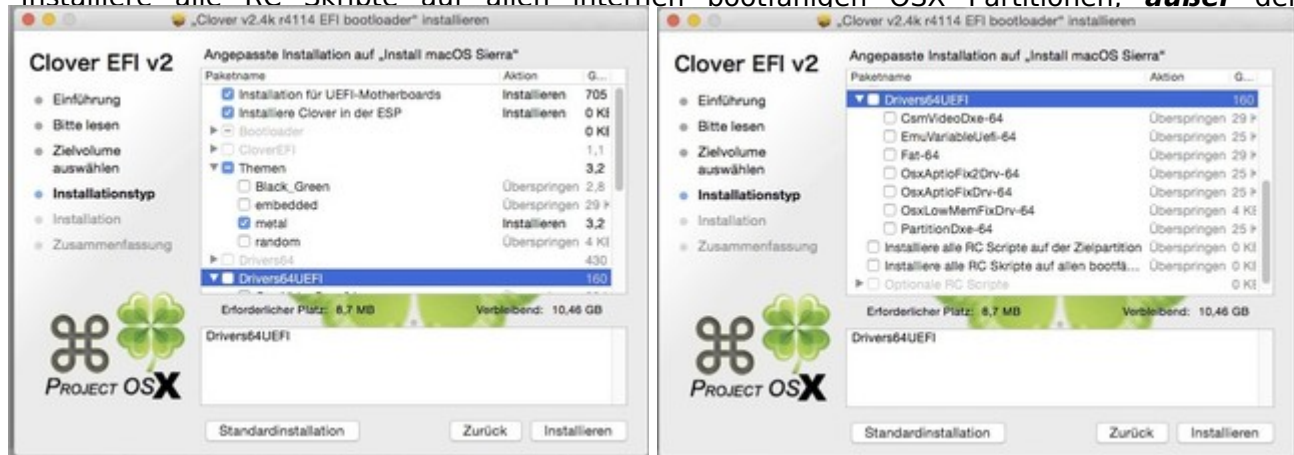 installiere alle RC Skripte auf allen internen bootfähigen OSX Partitionen, außer der
„Clover v2.4k r4114 EFI bootloader“ installieren
Clover EFI v2
Einführung
Bitte lesen
Zielvolume
auswählen
Installationstyp
Installation
Zusammenfassung
PROJECT OSX
Angepasste Installation auf „Install macOS Sierra“
Paketname Aktion G...
Installation für UEFI-Motherboards Installieren 705
Installiere Clover in der ESP Installieren 0 KE
Bootloader 0 KE
CloverEFI 1,1
Themen 3,2
Black_Green Überspringen 2,8
embedded Überspringen 29
metal Installieren 3,2
random Überspringen 4 KE
Drivers64 430
Drivers64UEFI 160
Erforderlicher Platz: 8,7 MB Verbleibend: 10,46 GB
Drivers64UEFI
Standardinstallation Zurück Installieren
„Clover v2.4k r4114 EFI bootloader“ installieren
Clover EFI v2
Einführung
Bitte lesen
Zielvolume
auswählen
Installationstyp
Installation
Zusammenfassung
PROJECT OSX
Angepasste Installation auf „Install macOS Sierra“
Paketname Aktion G...
Drivers64UEFI 160
CsmVideoDxe-64 Überspringen 29
EmuVariableUefi-64 Überspringen 25
Fat-64 Überspringen 29
OsxAptioFix2Drv-64 Überspringen 25
OsxAptioFixDrv-64 Überspringen 25
OsxLowMemFixDrv-64 Überspringen 4 KE
PartitionDxe-64 Überspringen 25
Installiere alle RC Scripte auf der Zielpartition Überspringen 0 KE
Installiere alle RC Skripte auf allen bootfä... Überspringen 0 KE
Optionale RC Scripte 0 KE
Erforderlicher Platz: 8,7 MB Verbleibend: 10,46 GB
Drivers64UEFI
Standardinstallation Zurück Installieren